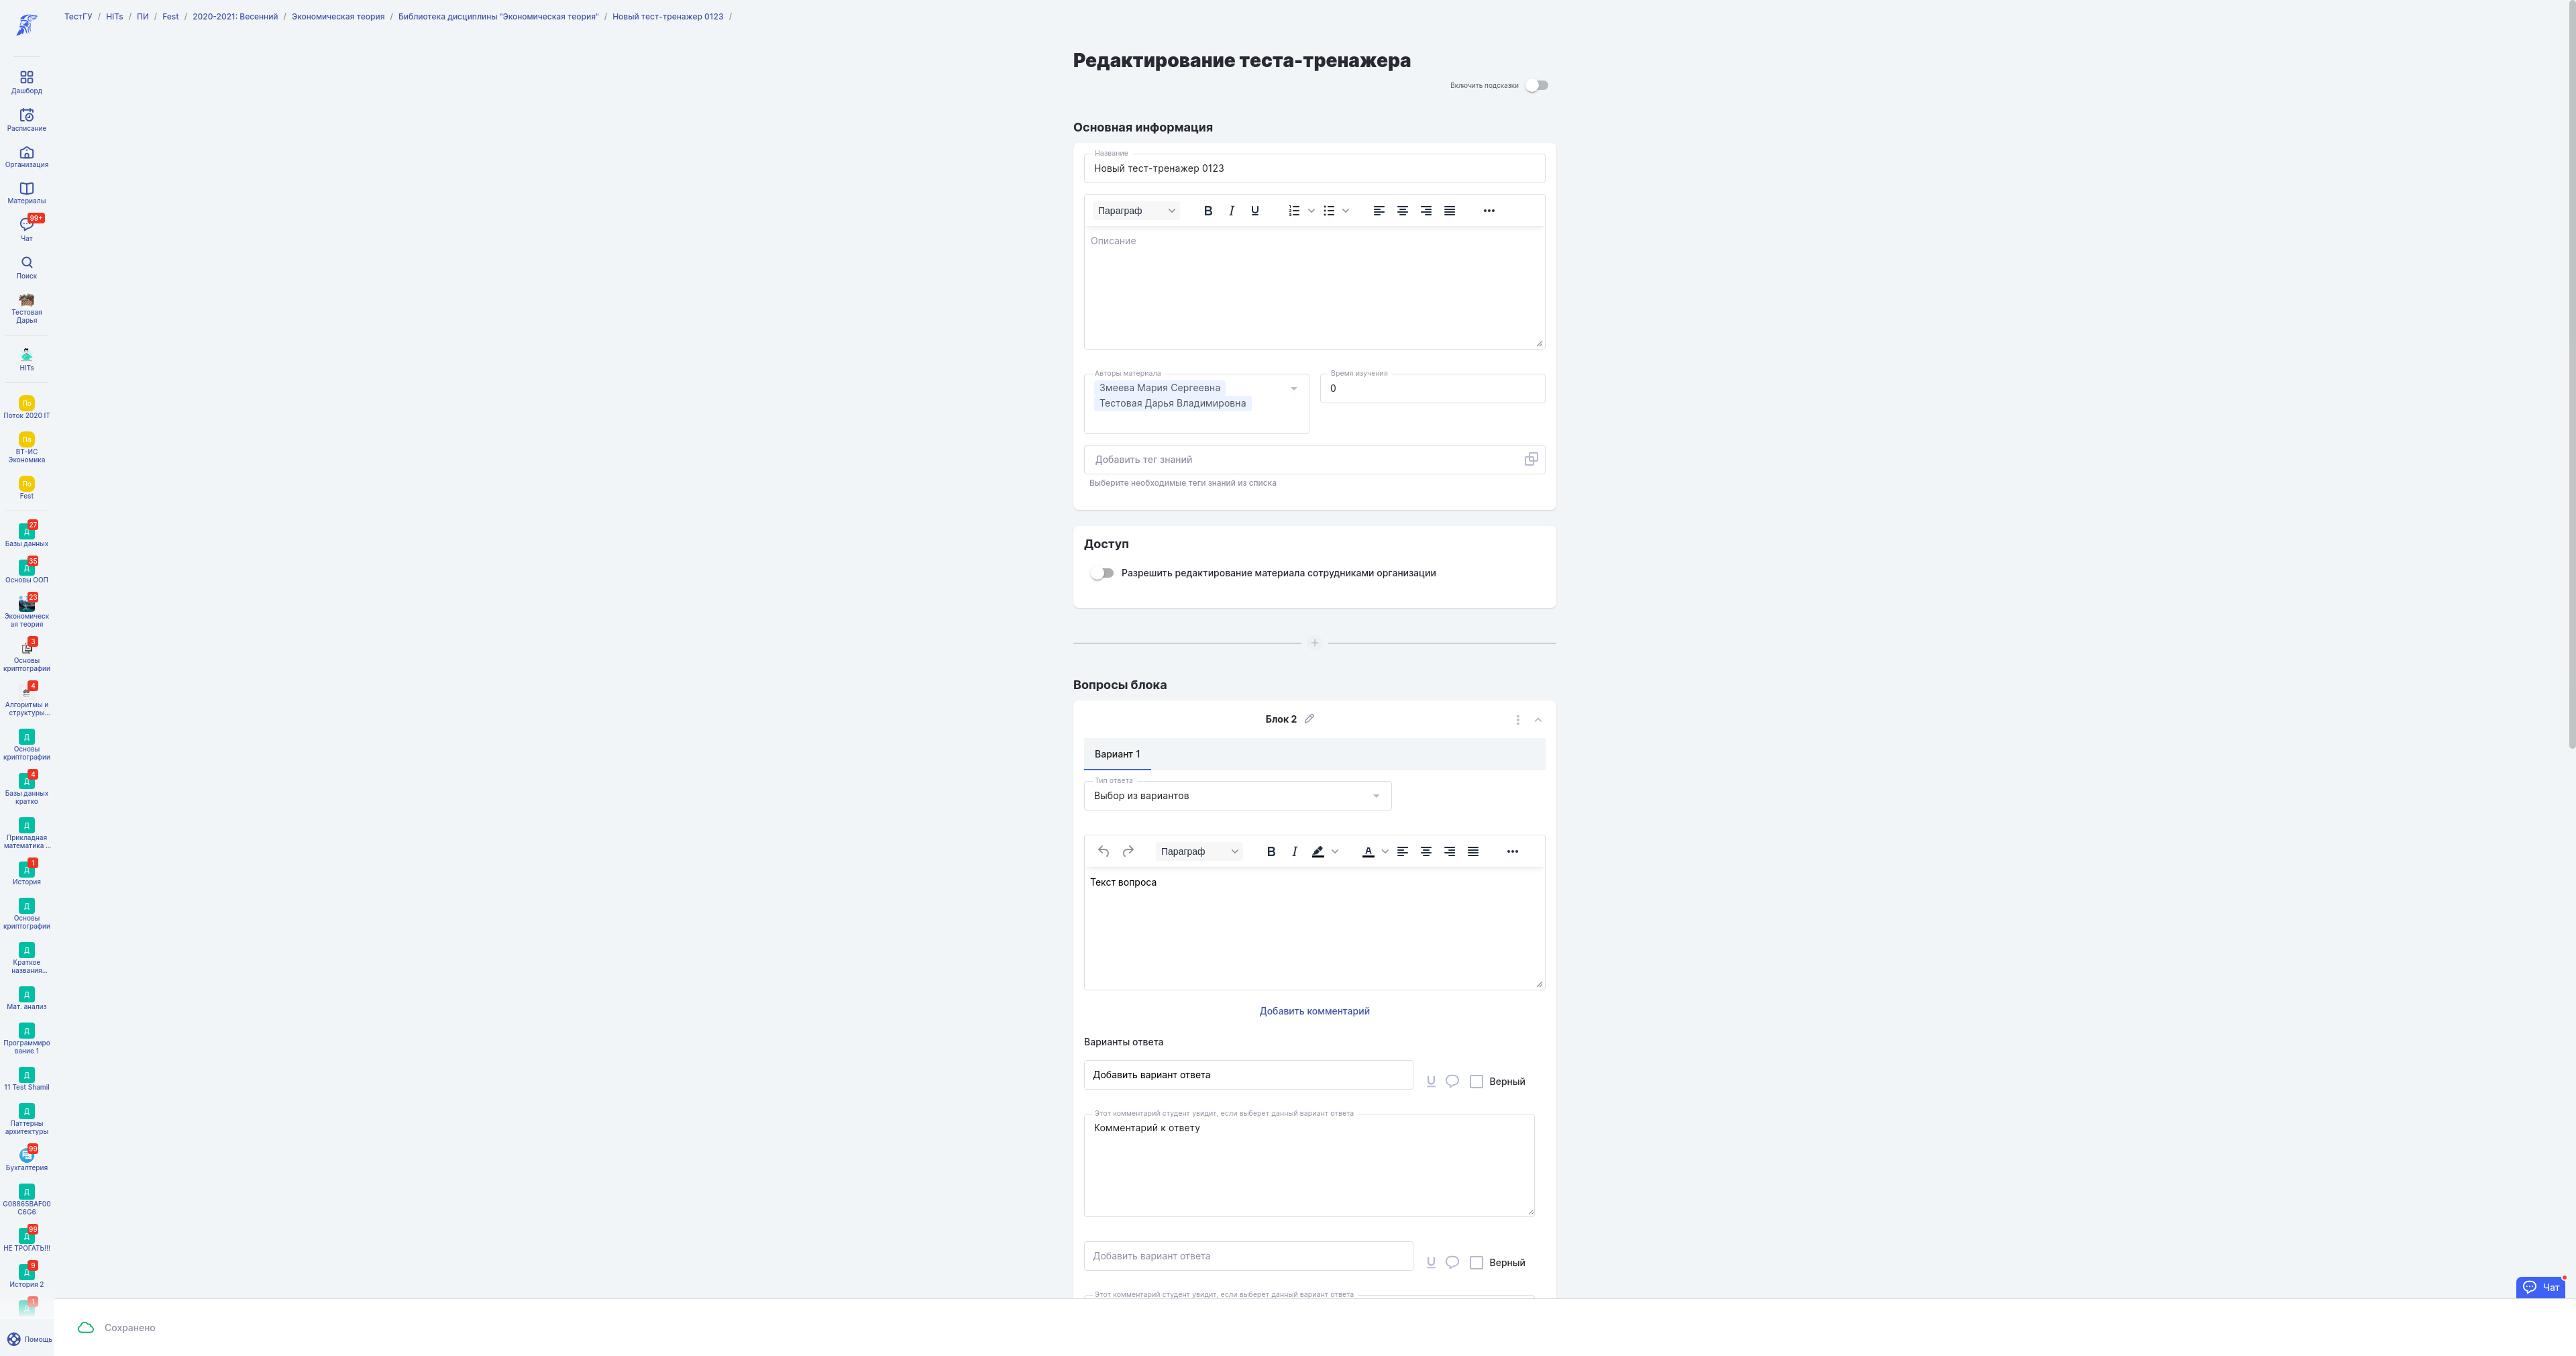 ТестГУ / HITs / ПИ / Fest / 2020-2021: Весенний / Экономическая теория / Библиотека дисциплины "Экономическая теория" / Новый тест-тренажер 0123 /
Дашборд
Расписание
Организация
Материалы
99+
Чат
Поиск
Тестовая
Дарья
HITs
По
Поток 2020 IT
По
ВТ-ИС
Экономика
По
Fest
27
Д
Базы данных
35
Д
Основы ООП
23
Экономическ
ая теория
3
Основы
криптографии
4
Алгоритмы и
структуры...
Д
Основы
криптографии
4
Д
Базы данных
кратко
Д
Прикладная
математика ...
1
Д
История
Д
Основы
криптографии
Д
Краткое
названия...
Д
Мат. анализ
Д
Программиро
вание 1
Д
11 Test Shamil
Д
Паттерны
архитектуры
99
Бухгалтерия
Д
G08865BAF00
C6G6
99
Д
НЕ ТРОГАТЬ!!!
9
Д
История 2
1
Д
Помощь
Редактирование теста-тренажера
Включить подсказки
Основная информация
Название
Новый тест-тренажер 0123
Параграф B I U
Описание
Авторы материала
Змеева Мария Сергеевна
Тестовая Дарья Владимировна
Время изучения
0
Добавить тег знаний
Выберите необходимые теги знаний из списка
Доступ
Разрешить редактирование материала сотрудниками организации
Вопросы блока
Блок 2
Вариант 1
Тип ответа
Выбор из вариантов
Параграф B I A
Текст вопроса
Добавить комментарий
Варианты ответа
Добавить вариант ответа U Верный
Этот комментарий студент увидит, если выберет данный вариант ответа
Комментарий к ответу
Добавить вариант ответа U Верный
Этот комментарий студент увидит, если выберет данный вариант ответа
Чат
Сохранено